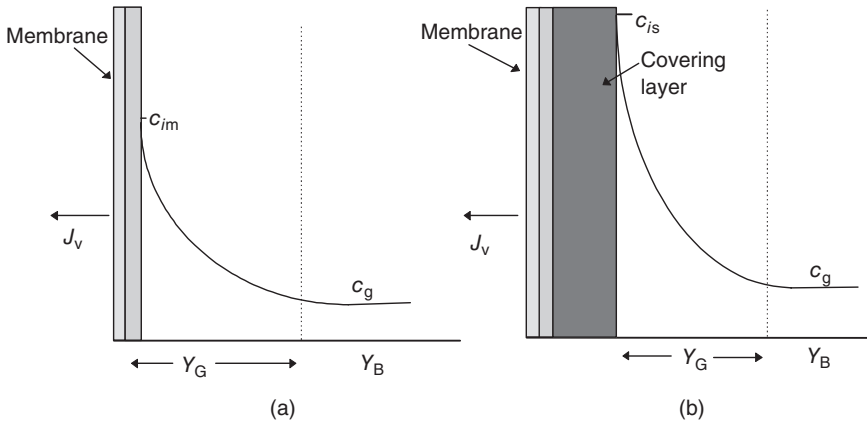 Membrane
c_im
J_v
c_g
Y_G
Y_B
(a)
Membrane
c_is
Covering
layer
J_v
c_g
Y_G
Y_B
(b)